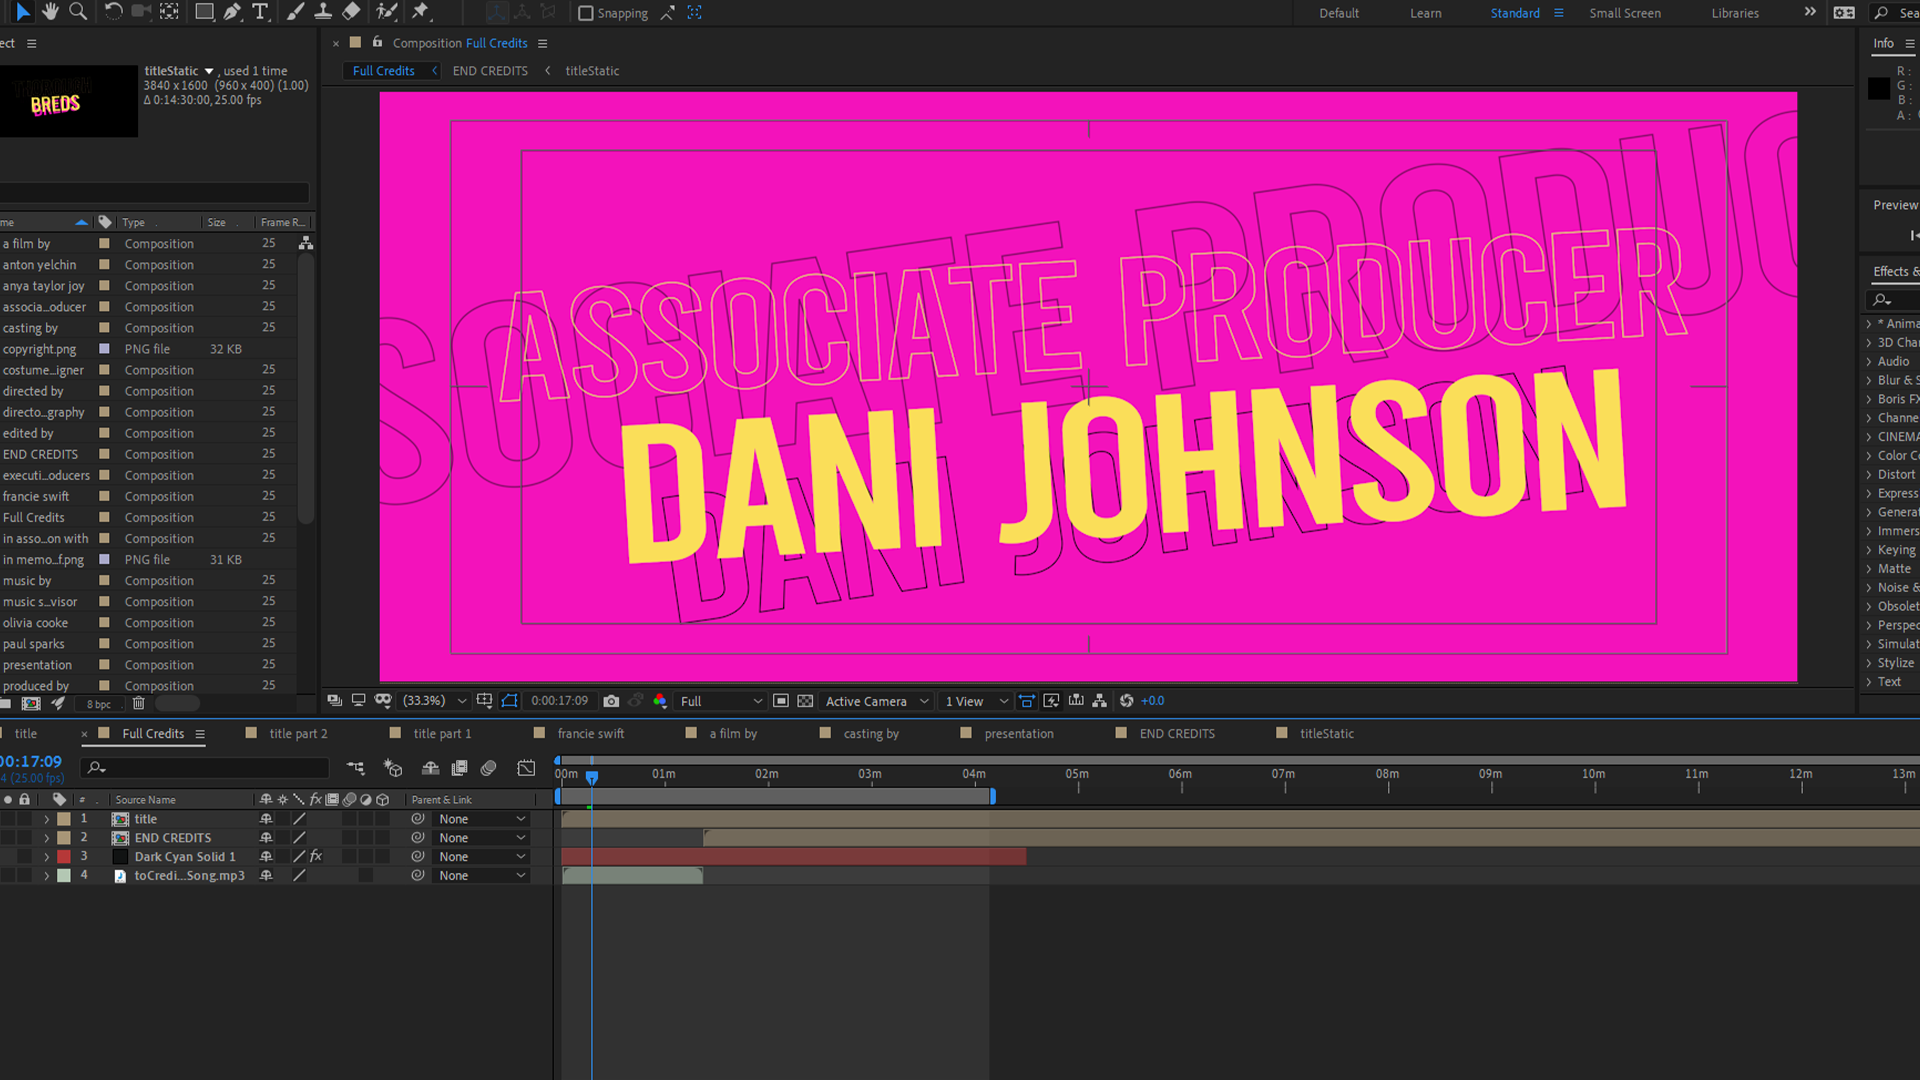 Snapping
Default
Learn
Standard
Small Screen
Libraries
Sea
ect
titleStatic
, used 1 time
3840 x 1600 (960 x 400) (1.00)
Δ 0:14:30:00, 25.00 fps
BREDS
Composition Full Credits
Full Credits
END CREDITS
titleStatic
Info
R :
G :
B :
A :
me
Type
Size
Frame R...
a film by Composition 25
anton yelchin Composition 25
anya taylor joy Composition 25
associa...oducer Composition 25
casting by Composition 25
copyright.png PNG file 32 KB
costume...igner Composition 25
directed by Composition 25
directo...graphy Composition 25
edited by Composition 25
END CREDITS Composition 25
executi...oducers Composition 25
francie swift Composition 25
Full Credits Composition 25
in asso...on with Composition 25
in memo...f.png PNG file 31 KB
music by Composition 25
music s...visor Composition 25
olivia cooke Composition 25
paul sparks Composition 25
presentation Composition 25
produced by Composition 25
8 bpc
SOCIATE PRODUC
ASSOCIATE PRODUCER
DANI JOHNSON
DANI JOHNSON
Preview
Effects &
* Anima
3D Cha
Audio
Blur & S
Boris FX
Channe
CINEMA
Color Co
Distort
Express
Generat
Immers
Keying
Matte
Noise &
Obsolet
Perspec
Simulat
Stylize
Text
(33.3%)
0:00:17:09
Full
Active Camera
1 View
+0.0
title
Full Credits
title part 2
title part 1
francie swift
a film by
casting by
presentation
END CREDITS
titleStatic
00:17:09
4 (25.00 fps)
00m 01m 02m 03m 04m 05m 06m 07m 08m 09m 10m 11m 12m 13m
# Source Name fx Parent & Link
1 title None
2 END CREDITS None
3 Dark Cyan Solid 1 fx None
4 toCredi...Song.mp3 None